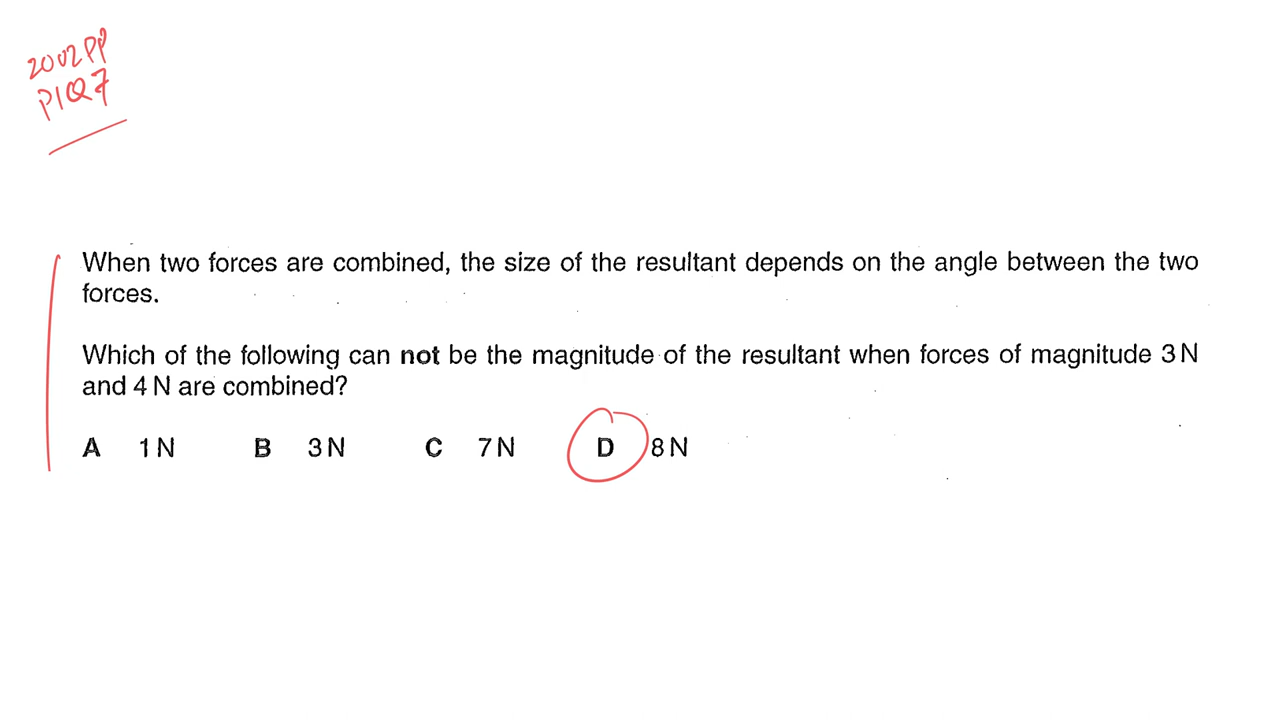 2002PP
P1Q7
When two forces are combined, the size of the resultant depends on the angle between the two
forces.
Which of the following can not be the magnitude of the resultant when forces of magnitude 3 N
and 4 N are combined?
A 1 N B 3 N C 7 N D 8 N